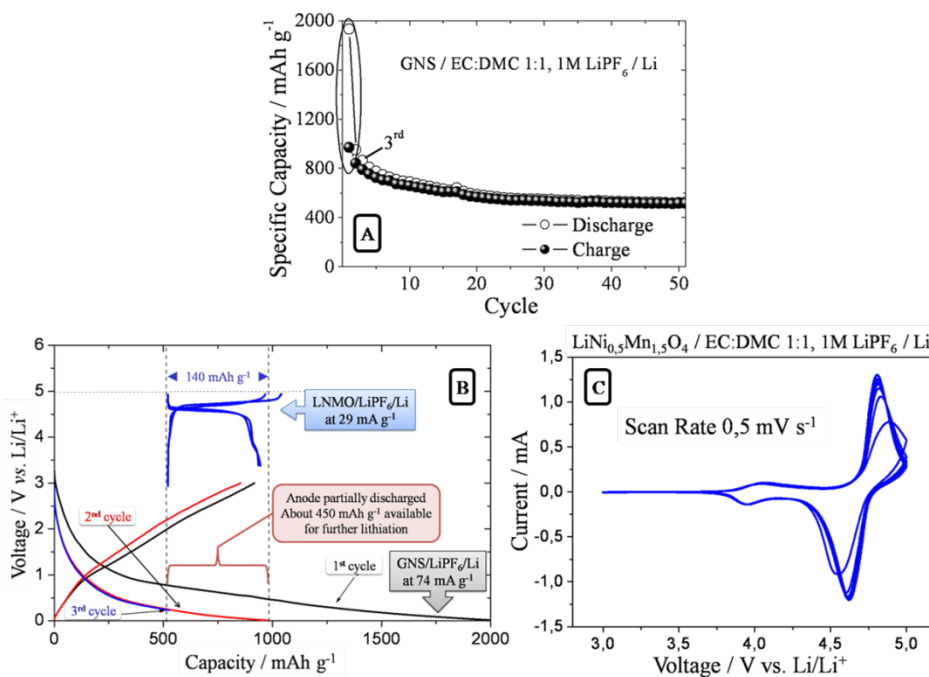 2000
1600
1200
800
400
0
Specific Capacity / mAh g⁻¹
GNS / EC:DMC 1:1, 1M LiPF₆ / Li
3ʳᵈ
Discharge
Charge
A
10 20 30 40 50
Cycle
6
5
4
3
2
1
0
Voltage / V vs. Li/Li⁺
140 mAh g⁻¹
B
LNMO/LiPF₆/Li
at 29 mA g⁻¹
Anode partially discharged
About 450 mAh g⁻¹ available
for further lithiation
2ⁿᵈ cycle
1ˢᵗ cycle
GNS/LiPF₆/Li
at 74 mA g⁻¹
3ʳᵈ cycle
0 500 1000 1500 2000
Capacity / mAh g⁻¹
LiNi₀,₅Mn₁,₅O₄ / EC:DMC 1:1, 1M LiPF₆ / Li
1,5
1,0
0,5
0,0
-0,5
-1,0
-1,5
Current / mA
C
Scan Rate 0,5 mV s⁻¹
3,0 3,5 4,0 4,5 5,0
Voltage / V vs. Li/Li⁺